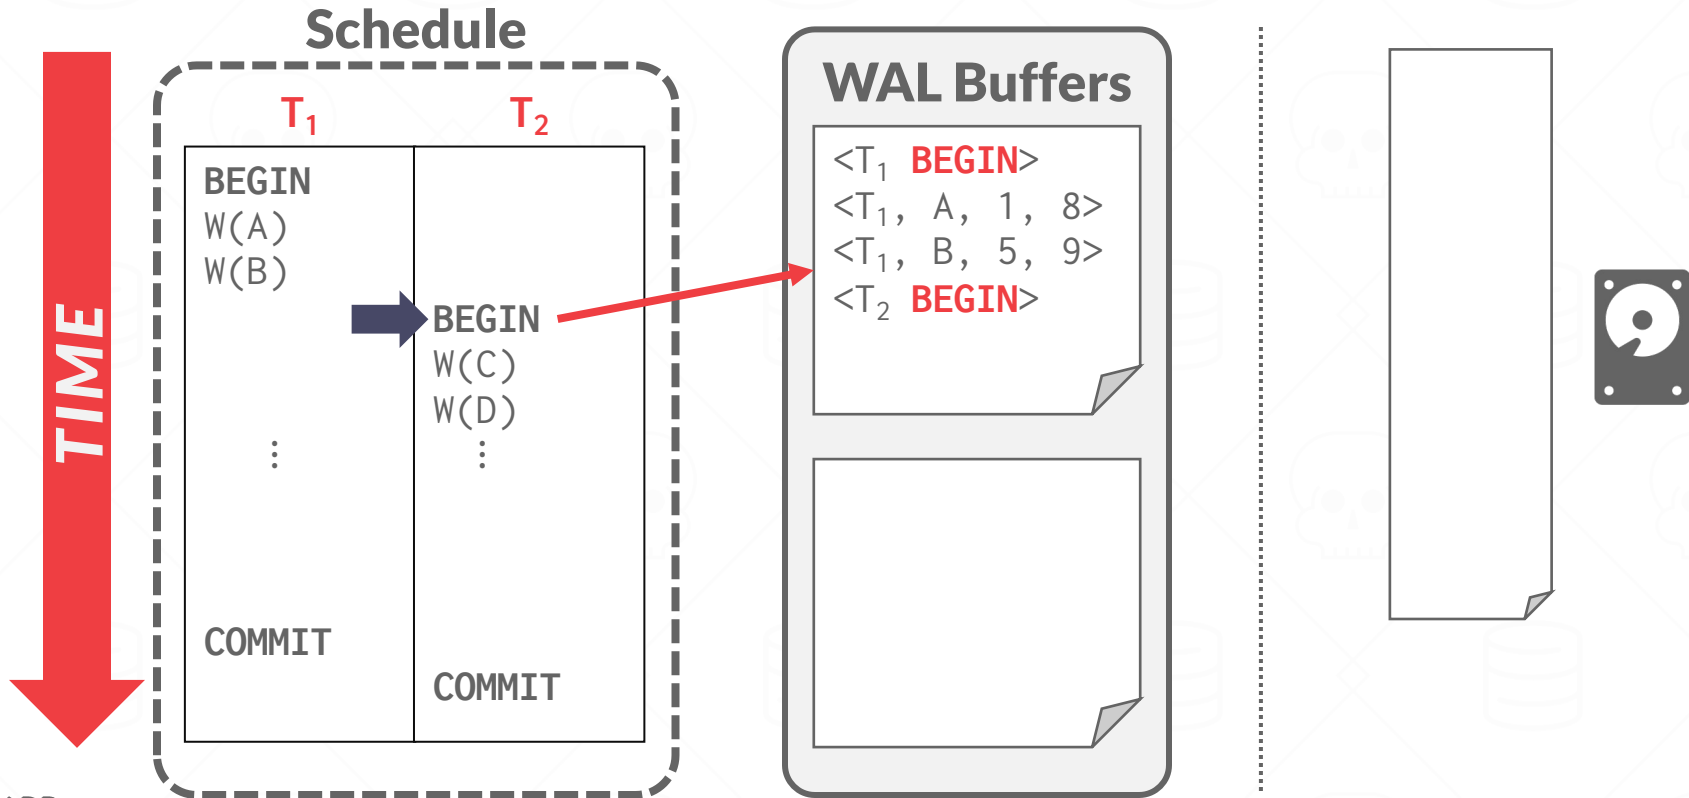 Schedule
TIME
T₁ T₂
BEGIN
W(A)
W(B)
BEGIN
W(C)
W(D)
⋮ ⋮
COMMIT
COMMIT
WAL Buffers
<T₁ BEGIN>
<T₁, A, 1, 8>
<T₁, B, 5, 9>
<T₂ BEGIN>